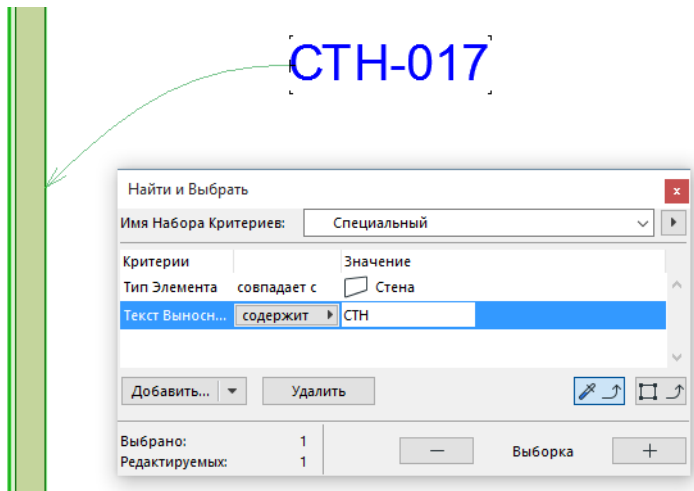 СТН-017
Найти и Выбрать
Имя Набора Критериев: Специальный
Критерии Значение
Тип Элемента совпадает с Стена
Текст Выносн... содержит СТН
Добавить... Удалить
Выбрано: 1
Редактируемых: 1
Выборка